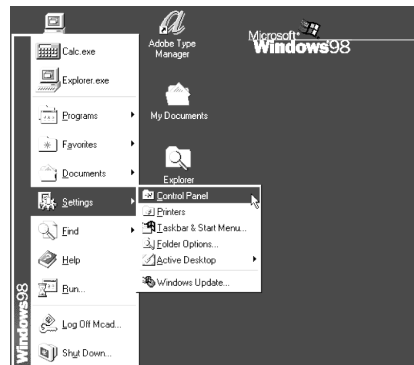 Calc.exe
Explorer.exe
Programs
Favorites
Documents
Settings
Find
Help
Run...
Log Off Mcad...
Shut Down...
Windows98
Adobe Type
Manager
My Documents
Explorer
Control Panel
Printers
Taskbar & Start Menu...
Folder Options...
Active Desktop
Windows Update...
Microsoft
Windows98